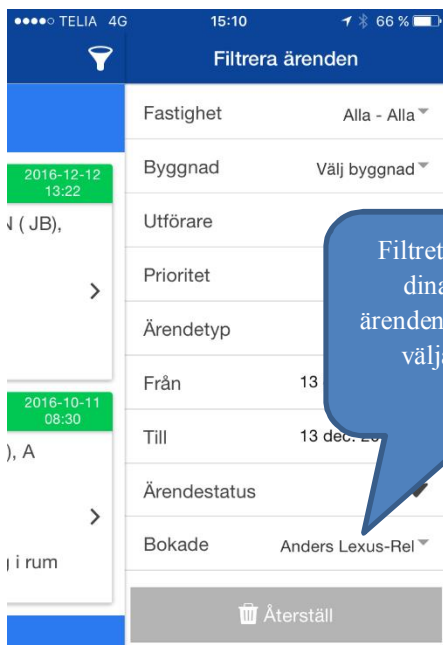 TELIA 4G 15:10 66 %
Filtrera ärenden
2016-12-12
13:22
( JB),
2016-10-11
08:30
), A
i rum
Fastighet Alla - Alla
Byggnad Välj byggnad
Utförare
Prioritet
Ärendetyp
Från 13
Till 13 dec.
Ärendestatus
Bokade Anders Lexus-Rel
Återställ
Filtret
dina
ärenden
välja